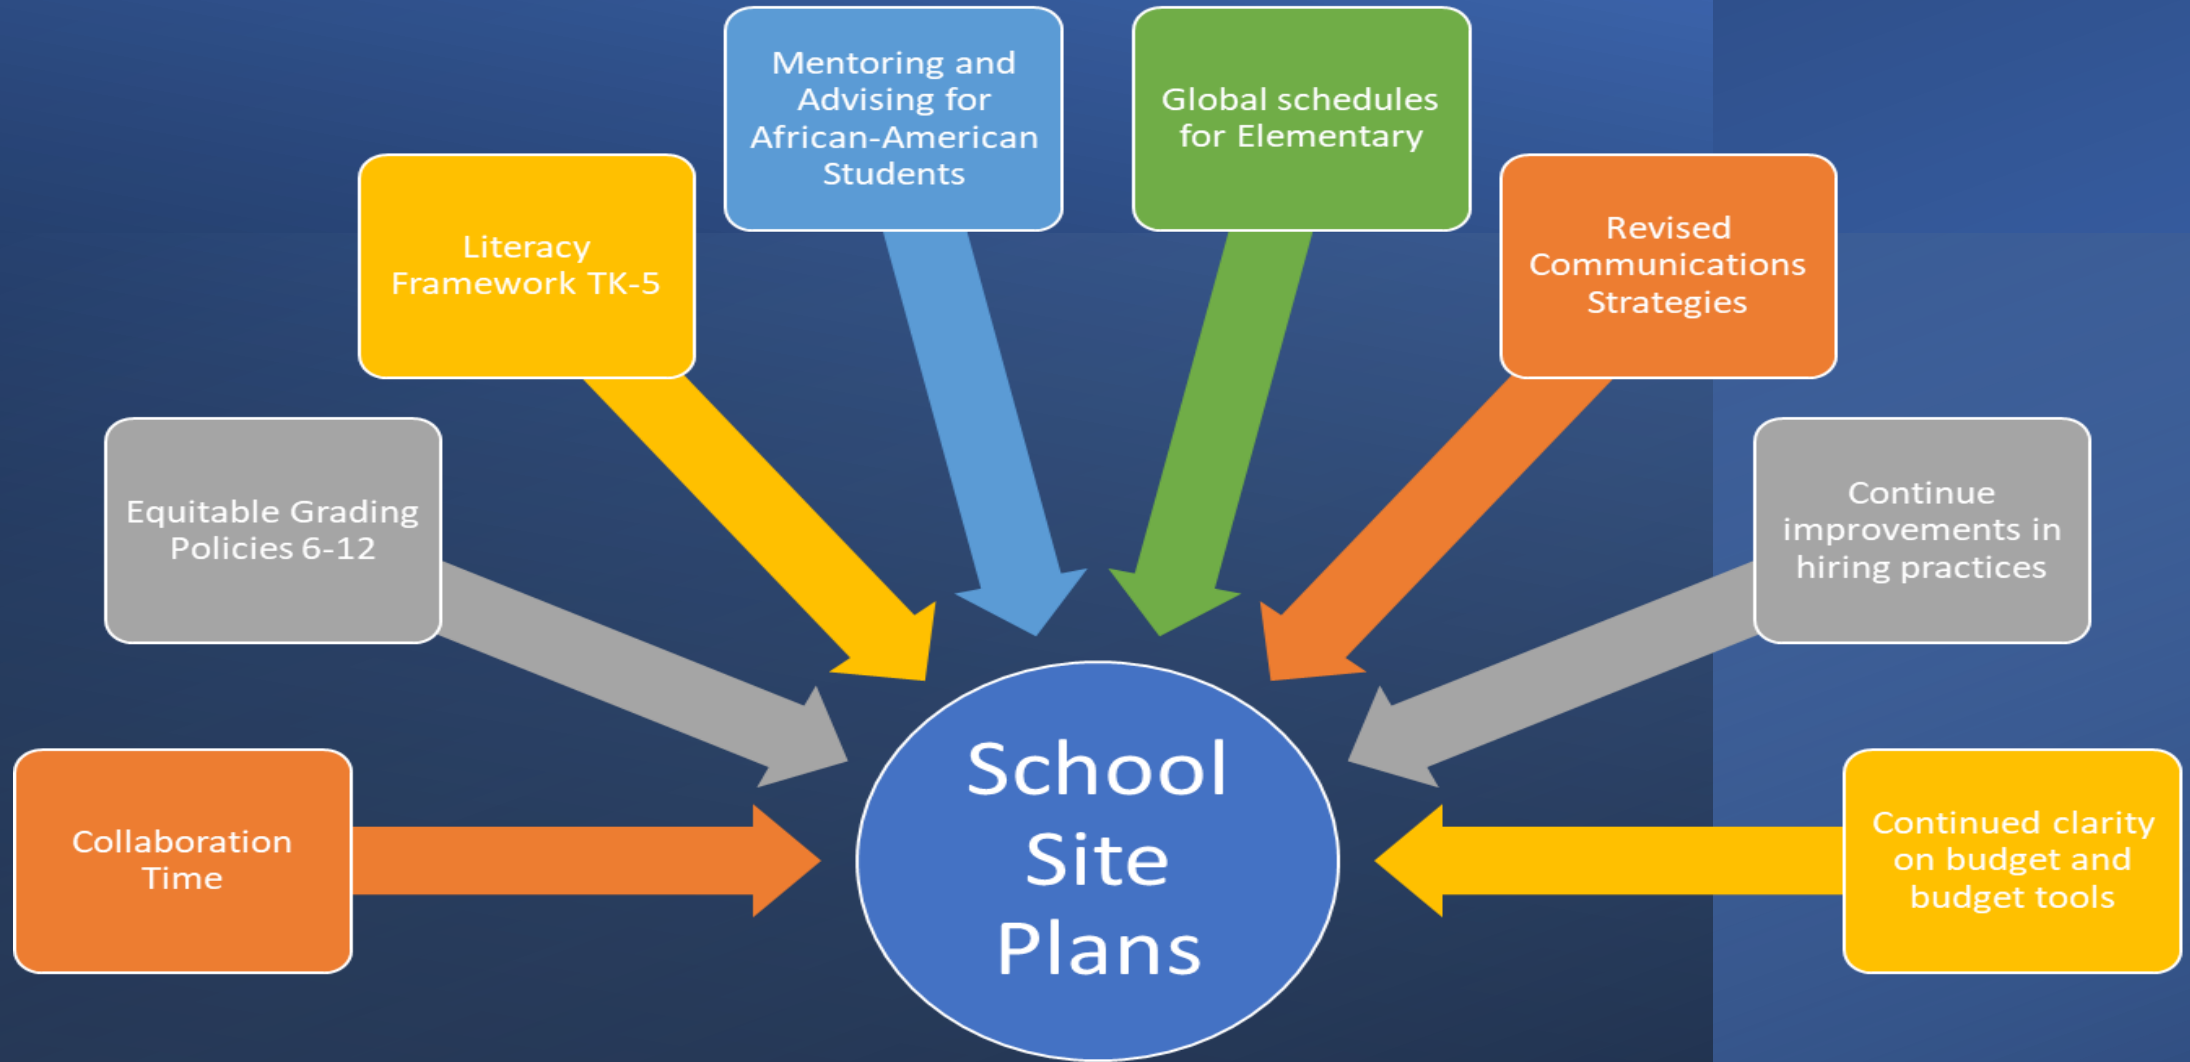 Mentoring and
Advising for
African-American
Students
Global schedules
for Elementary
Literacy
Framework TK-5
Revised
Communications
Strategies
Equitable Grading
Policies 6-12
Continue
improvements in
hiring practices
Collaboration
Time
School
Site
Plans
Continued clarity
on budget and
budget tools